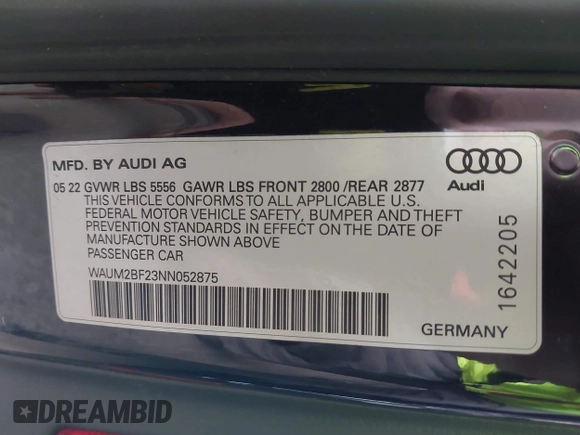 MFD. BY AUDI AG
05 22 GVWR LBS 5556 GAWR LBS FRONT 2800 /REAR 2877
THIS VEHICLE CONFORMS TO ALL APPLICABLE U.S.
FEDERAL MOTOR VEHICLE SAFETY, BUMPER AND THEFT
PREVENTION STANDARDS IN EFFECT ON THE DATE OF
MANUFACTURE SHOWN ABOVE
PASSENGER CAR
WAUM2BF23NN052875
Audi
1642205
GERMANY
DREAMBID